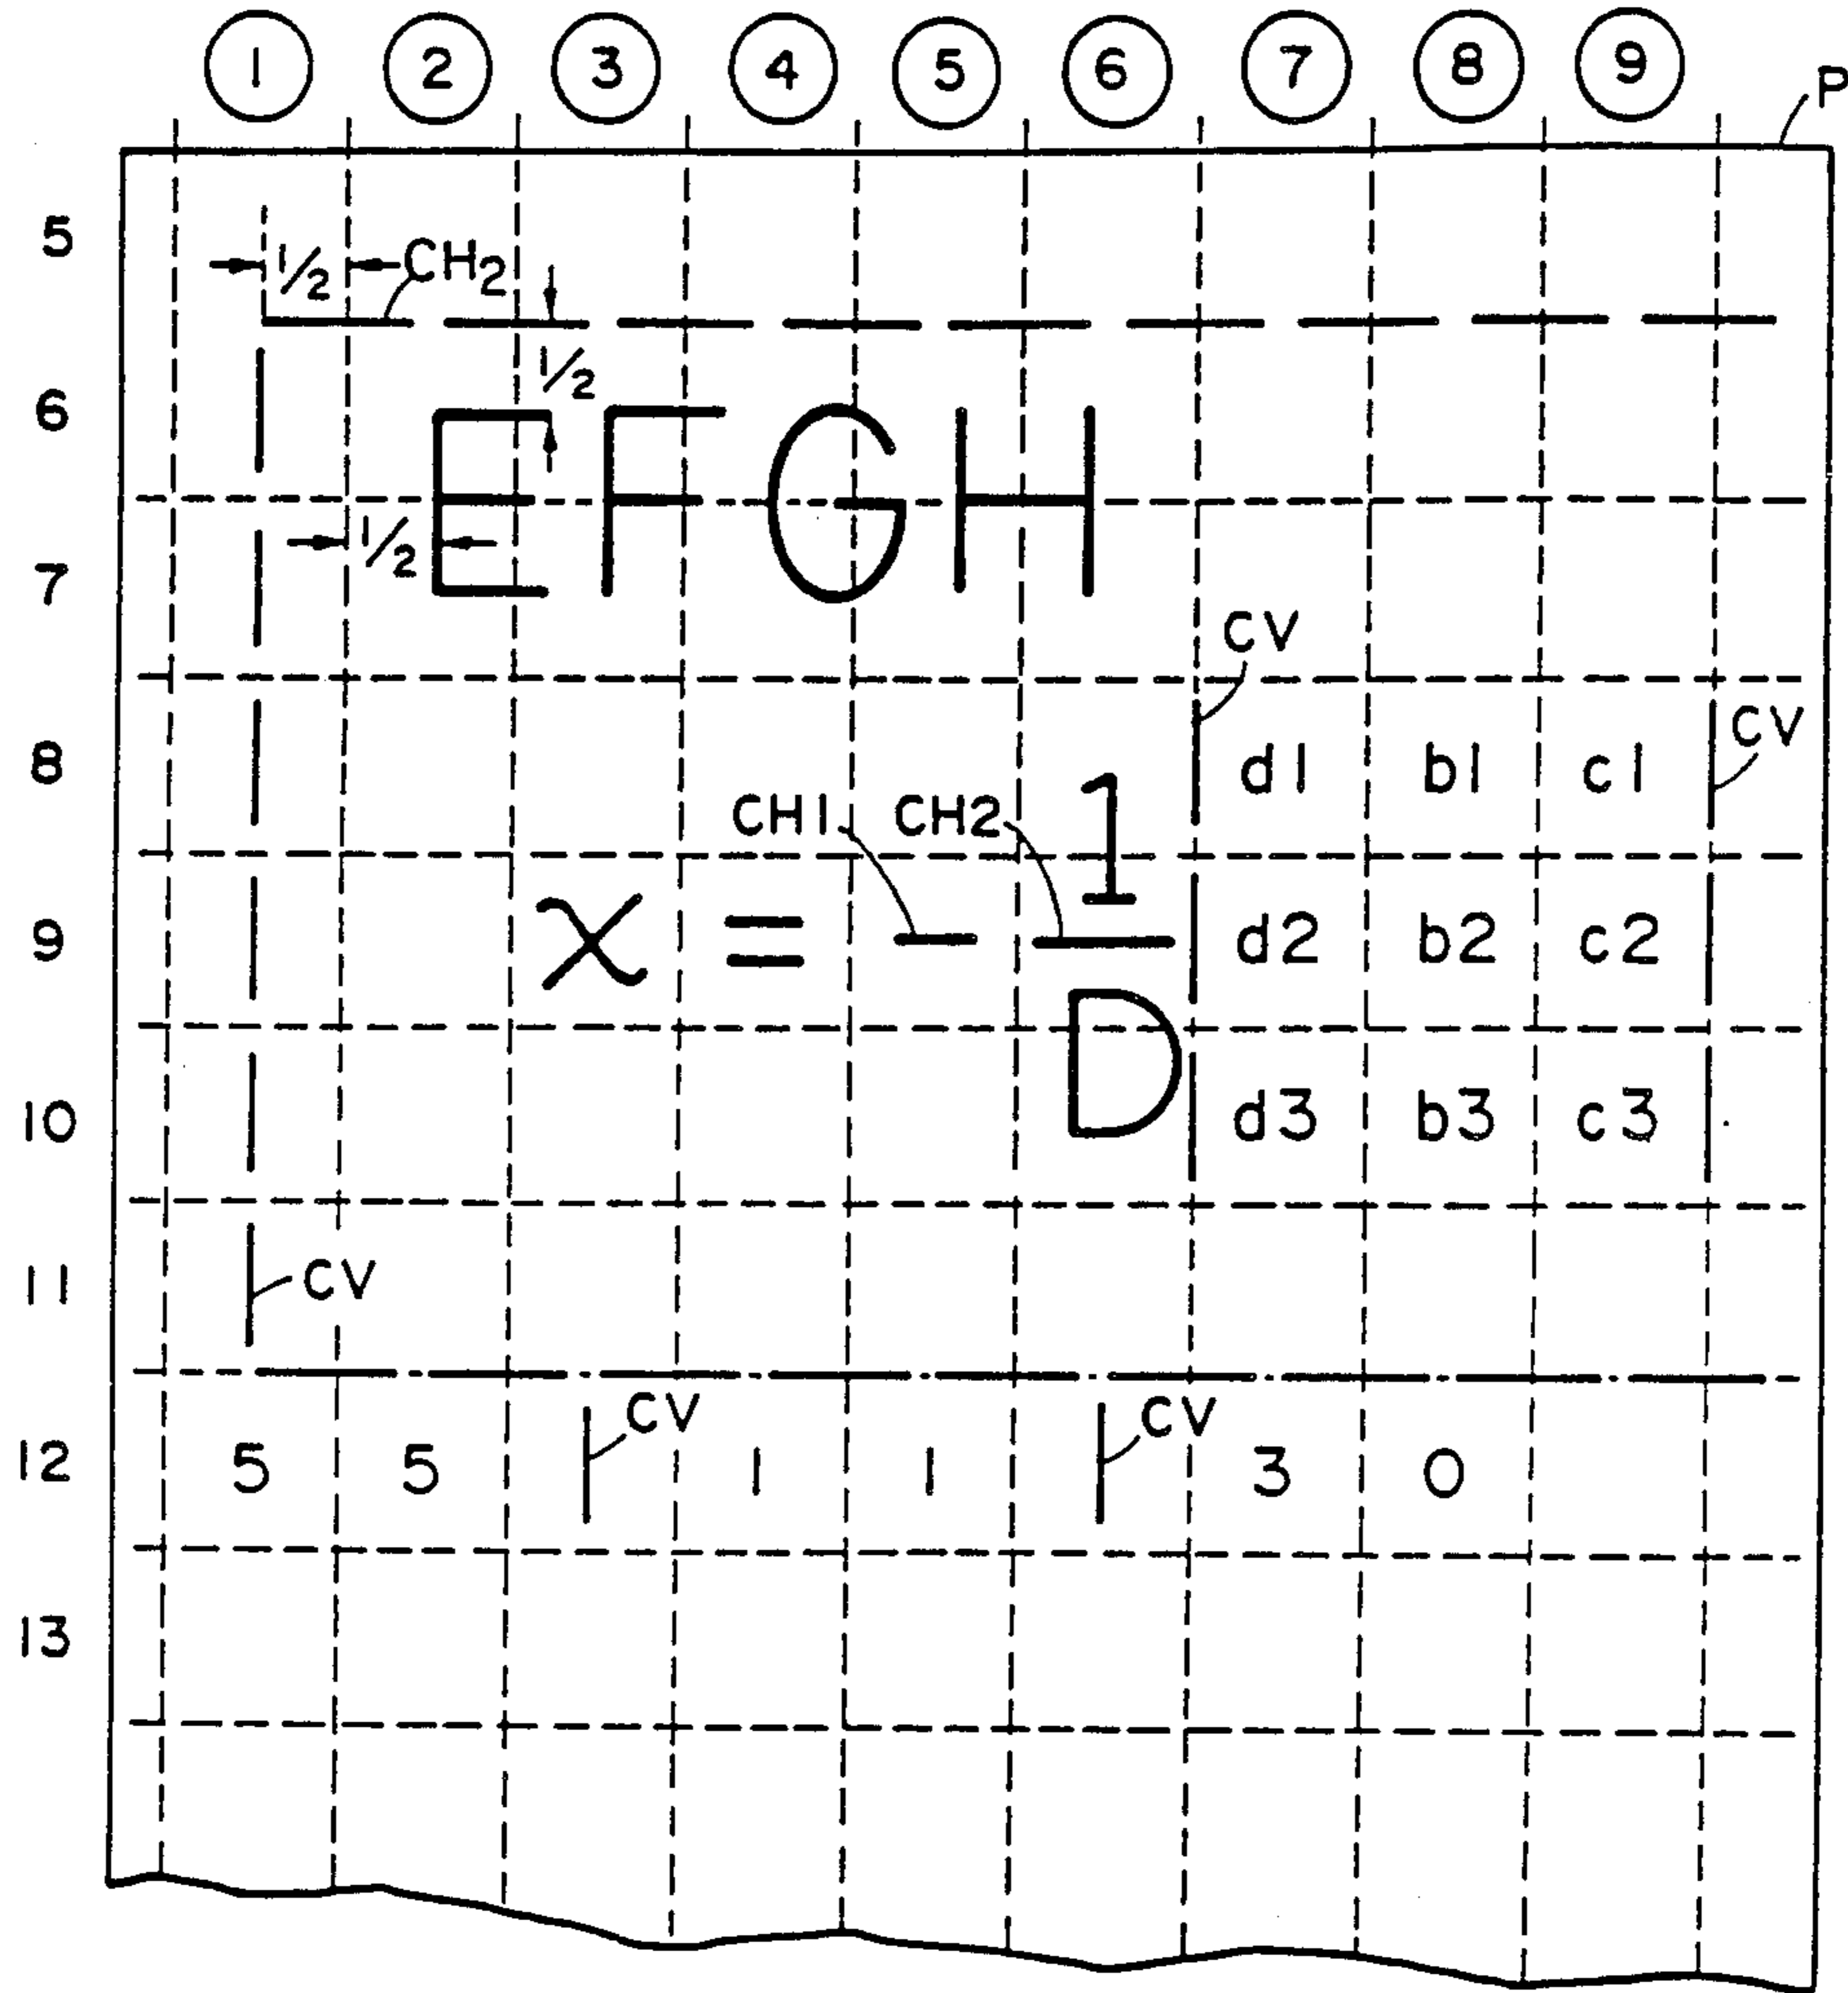 1 2 3 4 5 6 7 8 9
P
5
1/2 CH2
1/2
6
EFGH
1/2
7
CV
8 d1 b1 c1 CV
CH1 CH2 1
9 x = — d2 b2 c2
D
10 d3 b3 c3
11 CV
CV CV
12 5 5 | 1 1 | 3 0
13